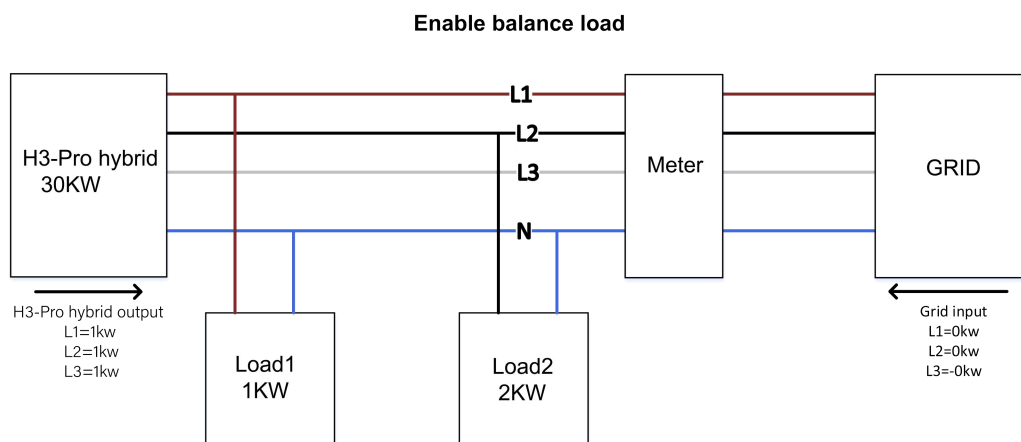 Enable balance load
L1
L2
L3
N
H3-Pro hybrid
30KW
Meter
GRID
H3-Pro hybrid output
L1=1kw
L2=1kw
L3=1kw
Load1
1KW
Load2
2KW
Grid input
L1=0kw
L2=0kw
L3=-0kw